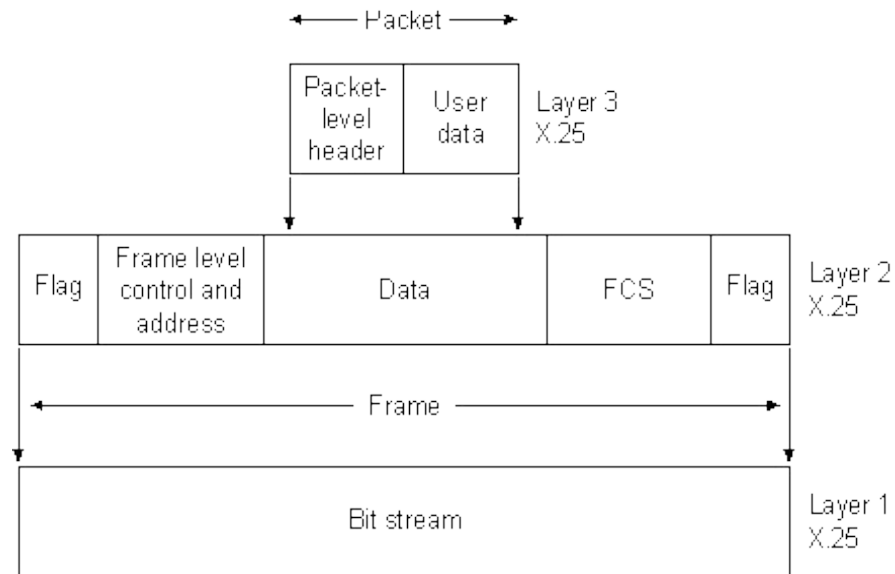 Packet
Packet-
level
header
User
data
Layer 3
X.25
Flag
Frame level
control and
address
Data
FCS
Flag
Layer 2
X.25
Frame
Bit stream
Layer 1
X.25